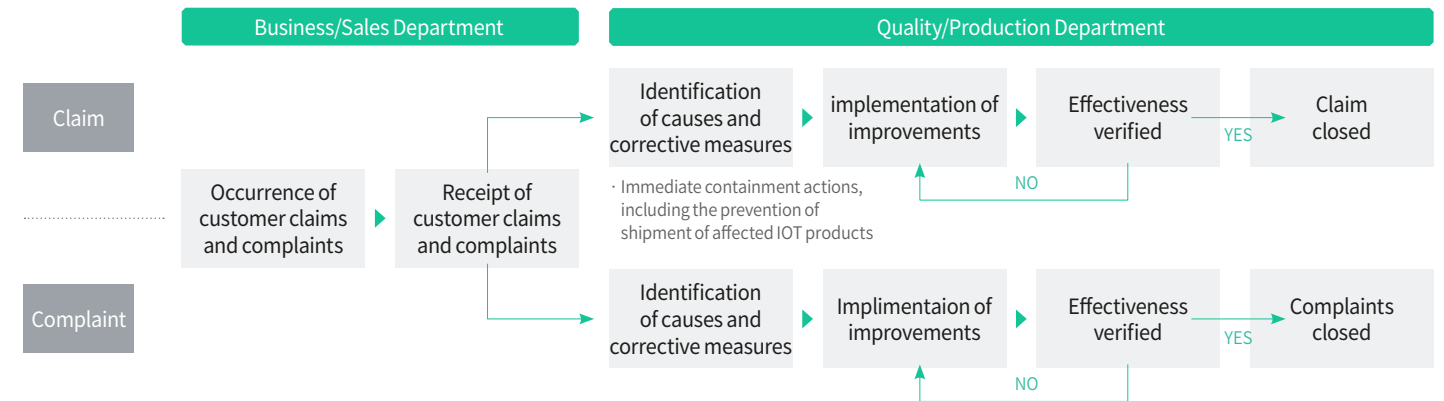 Business/Sales Department
Quality/Production Department
Claim
Identification
of causes and
corrective measures
implementation of
improvements
Effectiveness
verified
YES
Claim
closed
NO
· Immediate containment actions,
including the prevention of
shipment of affected IOT products
Occurrence of
customer claims
and complaints
Receipt of
customer claims
and complaints
Complaint
Identification
of causes and
corrective measures
Implimentaion of
improvements
Effectiveness
verified
YES
Complaints
closed
NO